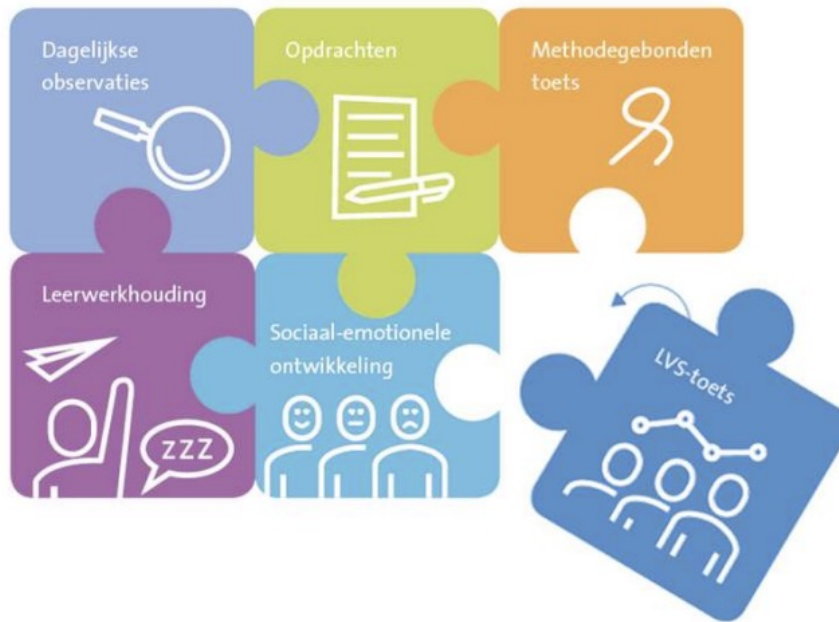 Dagelijkse
observaties
Opdrachten
Methodegebonden
toets
Leerwerkhouding
zzz
Sociaal-emotionele
ontwikkeling
LVS-toets